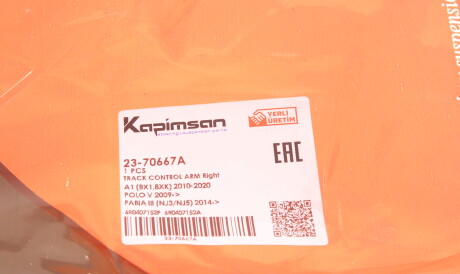 Kapimsan
steering&suspension parts
YERLİ
ÜRETİM
EAC
23-70667A
1 PCS
TRACK CONTROL ARM Right
A1 (8X1,8XK) 2010-2020
POLO V 2009->
FABIA III (NJ3/NJ5) 2014->
6R0407152F 6R0407152A
23-70667A
suspension